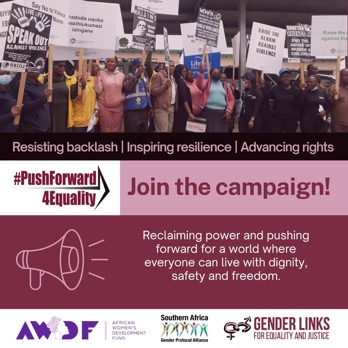 Say No to Violence
SPEAK OUT
AGAINST VIOLENCE
RAISE
THE ALARM
AGAINST
VIOLENCE
Resisting backlash | Inspiring resilience | Advancing rights
#PushForward
4Equality
Join the campaign!
Reclaiming power and pushing
forward for a world where
everyone can live with dignity,
safety and freedom.
AWDF
AFRICAN
WOMEN'S
DEVELOPMENT
FUND
Southern Africa
Gender Protocol Alliance
GENDER LINKS
FOR EQUALITY AND JUSTICE